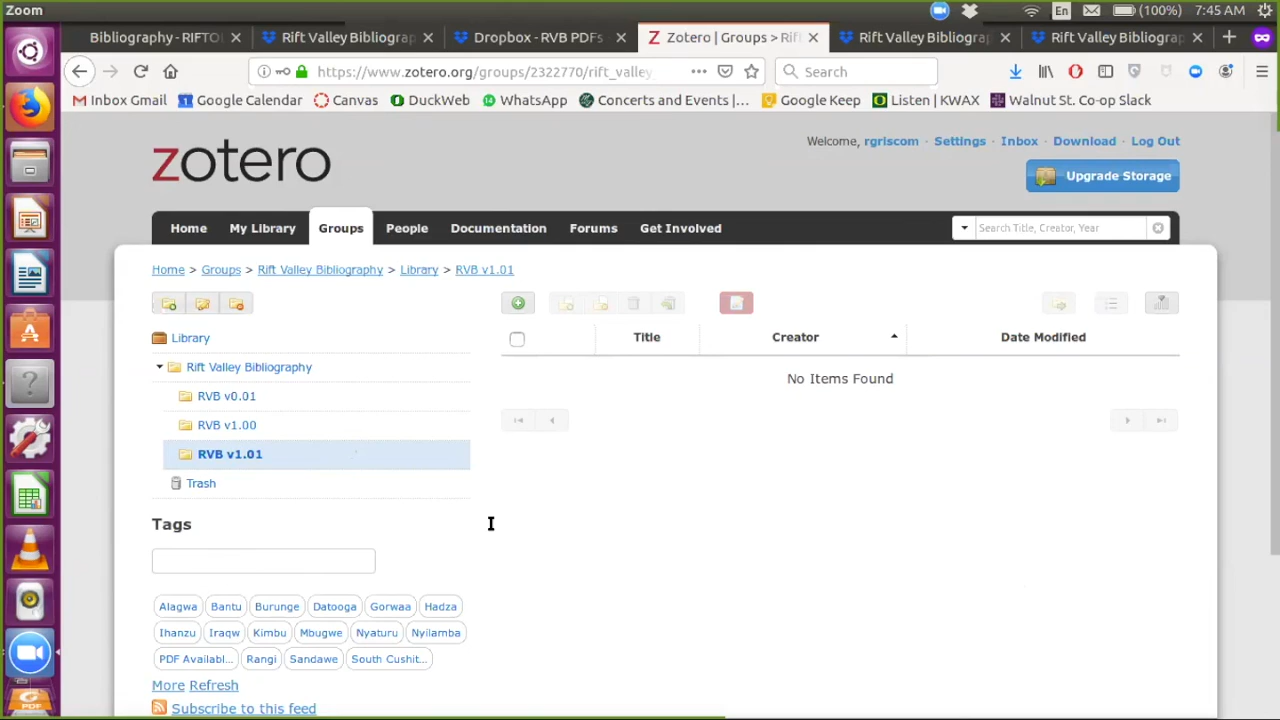 Zoom
En
(100%)
7:45 AM
Bibliography - RIFTO
Rift Valley Bibliograp
Dropbox - RVB PDFs -
Zotero | Groups > Rift
Rift Valley Bibliograp
Rift Valley Bibliograp
https://www.zotero.org/groups/2322770/rift_valley
Search
Inbox Gmail
Google Calendar
Canvas
DuckWeb
WhatsApp
Concerts and Events |...
Google Keep
Listen | KWAX
Walnut St. Co-op Slack
zotero
Welcome, rgriscom · Settings · Inbox · Download · Log Out
Upgrade Storage
Home
My Library
Groups
People
Documentation
Forums
Get Involved
Search Title, Creator, Year
Home > Groups > Rift Valley Bibliography > Library > RVB v1.01
Library
Title
Creator
Date Modified
Rift Valley Bibliography
No Items Found
RVB v0.01
RVB v1.00
RVB v1.01
Trash
Tags
Alagwa Bantu Burunge Datooga Gorwaa Hadza
Ihanzu Iraqw Kimbu Mbugwe Nyaturu Nyilamba
PDF Availabl... Rangi Sandawe South Cushit...
More Refresh
Subscribe to this feed
PDF